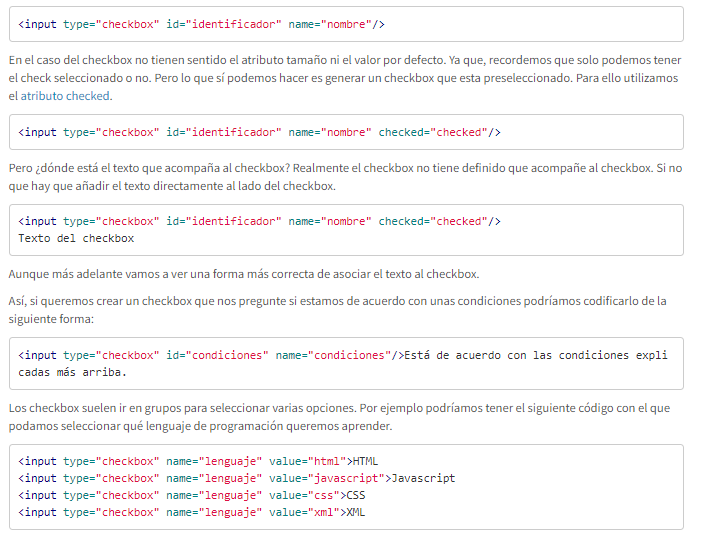 <input type="checkbox" id="identificador" name="nombre"/>
En el caso del checkbox no tienen sentido el atributo tamaño ni el valor por defecto. Ya que, recordemos que solo podemos tener
el check seleccionado o no. Pero lo que sí podemos hacer es generar un checkbox que esta preseleccionado. Para ello utilizamos
el atributo checked.
<input type="checkbox" id="identificador" name="nombre" checked="checked"/>
Pero ¿dónde está el texto que acompaña al checkbox? Realmente el checkbox no tiene definido que acompañe al checkbox. Si no
que hay que añadir el texto directamente al lado del checkbox.
<input type="checkbox" id="identificador" name="nombre" checked="checked"/>
Texto del checkbox
Aunque más adelante vamos a ver una forma más correcta de asociar el texto al checkbox.
Así, si queremos crear un checkbox que nos pregunte si estamos de acuerdo con unas condiciones podríamos codificarlo de la
siguiente forma:
<input type="checkbox" id="condiciones" name="condiciones"/>Está de acuerdo con las condiciones expli
cadas más arriba.
Los checkbox suelen ir en grupos para seleccionar varias opciones. Por ejemplo podríamos tener el siguiente código con el que
podamos seleccionar qué lenguaje de programación queremos aprender.
<input type="checkbox" name="lenguaje" value="html">HTML
<input type="checkbox" name="lenguaje" value="javascript">Javascript
<input type="checkbox" name="lenguaje" value="css">CSS
<input type="checkbox" name="lenguaje" value="xml">XML